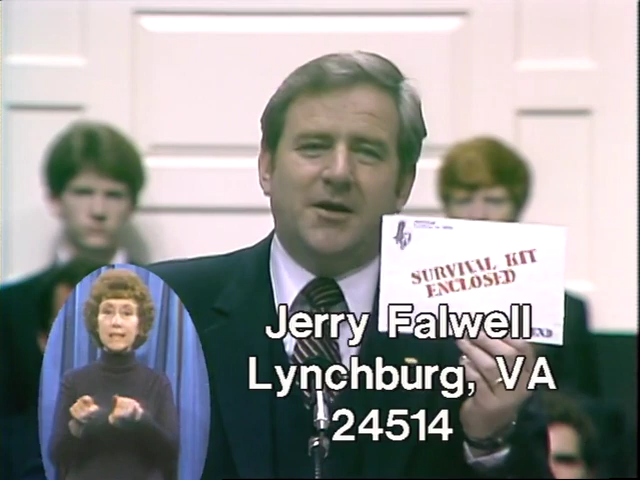 SURVIVAL KIT
ENCLOSED
Jerry Falwell
Lynchburg, VA
24514